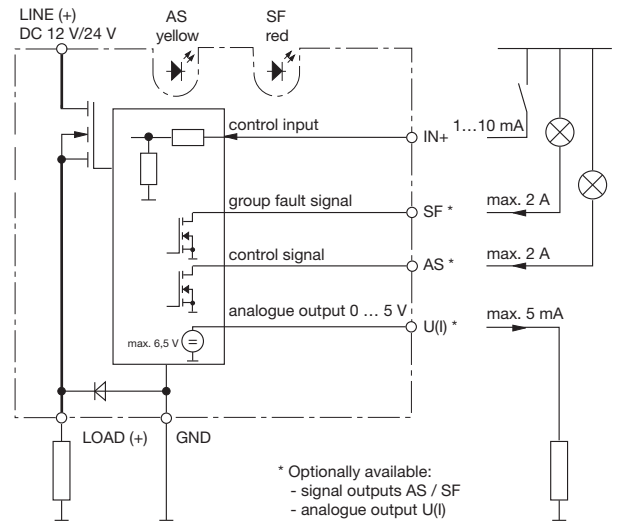 LINE (+)
DC 12 V/24 V
AS
yellow
SF
red
control input
IN+
1…10 mA
group fault signal
SF *
max. 2 A
control signal
AS *
max. 2 A
analogue output 0 … 5 V
U(I) *
max. 5 mA
max. 6,5 V
=
LOAD (+)
GND
* Optionally available:
- signal outputs AS / SF
- analogue output U(I)